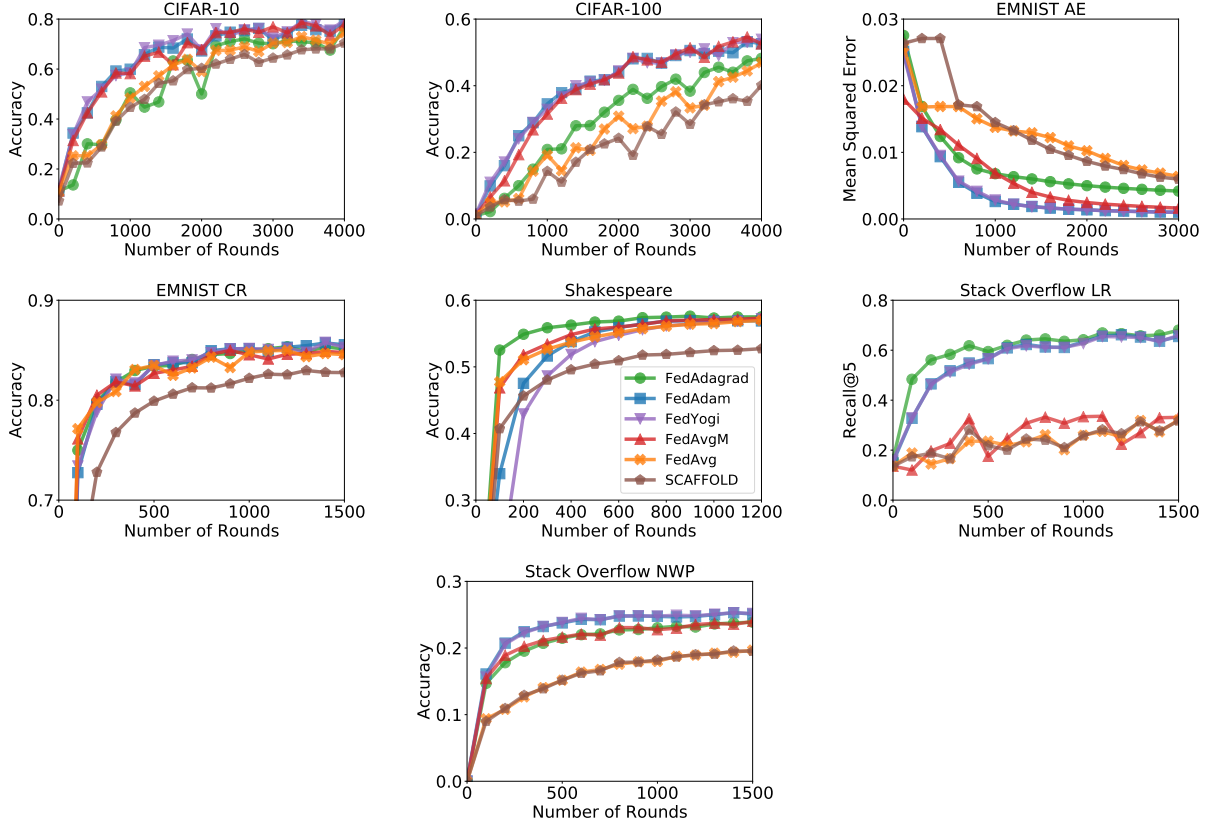 CIFAR-10
0.8
0.6
0.4
0.2
0.0
Accuracy
0 1000 2000 3000 4000
Number of Rounds
CIFAR-100
0.6
0.4
0.2
0.0
Accuracy
0 1000 2000 3000 4000
Number of Rounds
EMNIST AE
0.03
0.02
0.01
0.00
Mean Squared Error
0 1000 2000 3000
Number of Rounds
EMNIST CR
0.9
0.8
0.7
Accuracy
0 500 1000 1500
Number of Rounds
Shakespeare
0.6
0.5
0.4
0.3
Accuracy
FedAdagrad
FedAdam
FedYogi
FedAvgM
FedAvg
SCAFFOLD
0 200 400 600 800 1000 1200
Number of Rounds
Stack Overflow LR
0.8
0.6
0.4
0.2
0.0
Recall@5
0 500 1000 1500
Number of Rounds
Stack Overflow NWP
0.3
0.2
0.1
0.0
Accuracy
0 500 1000 1500
Number of Rounds